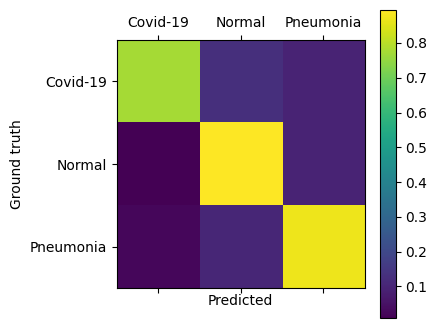 Covid-19 Normal Pneumonia
Ground truth
Covid-19
Normal
Pneumonia
Predicted
0.8
0.7
0.6
0.5
0.4
0.3
0.2
0.1